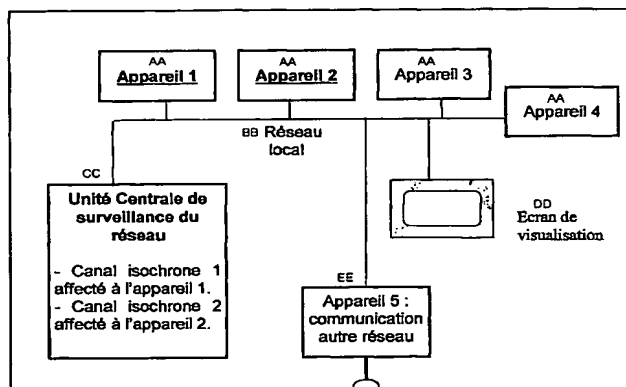 AA
Appareil 1
AA
Appareil 2
AA
Appareil 3
AA
Appareil 4
BB Réseau
local
CC
Unité Centrale de
surveillance du
réseau
- Canal isochrone 1
affecté à l'appareil 1.
- Canal isochrone 2
affecté à l'appareil 2.
DD
Ecran de
visualisation
EE
Appareil 5 :
communication
autre réseau